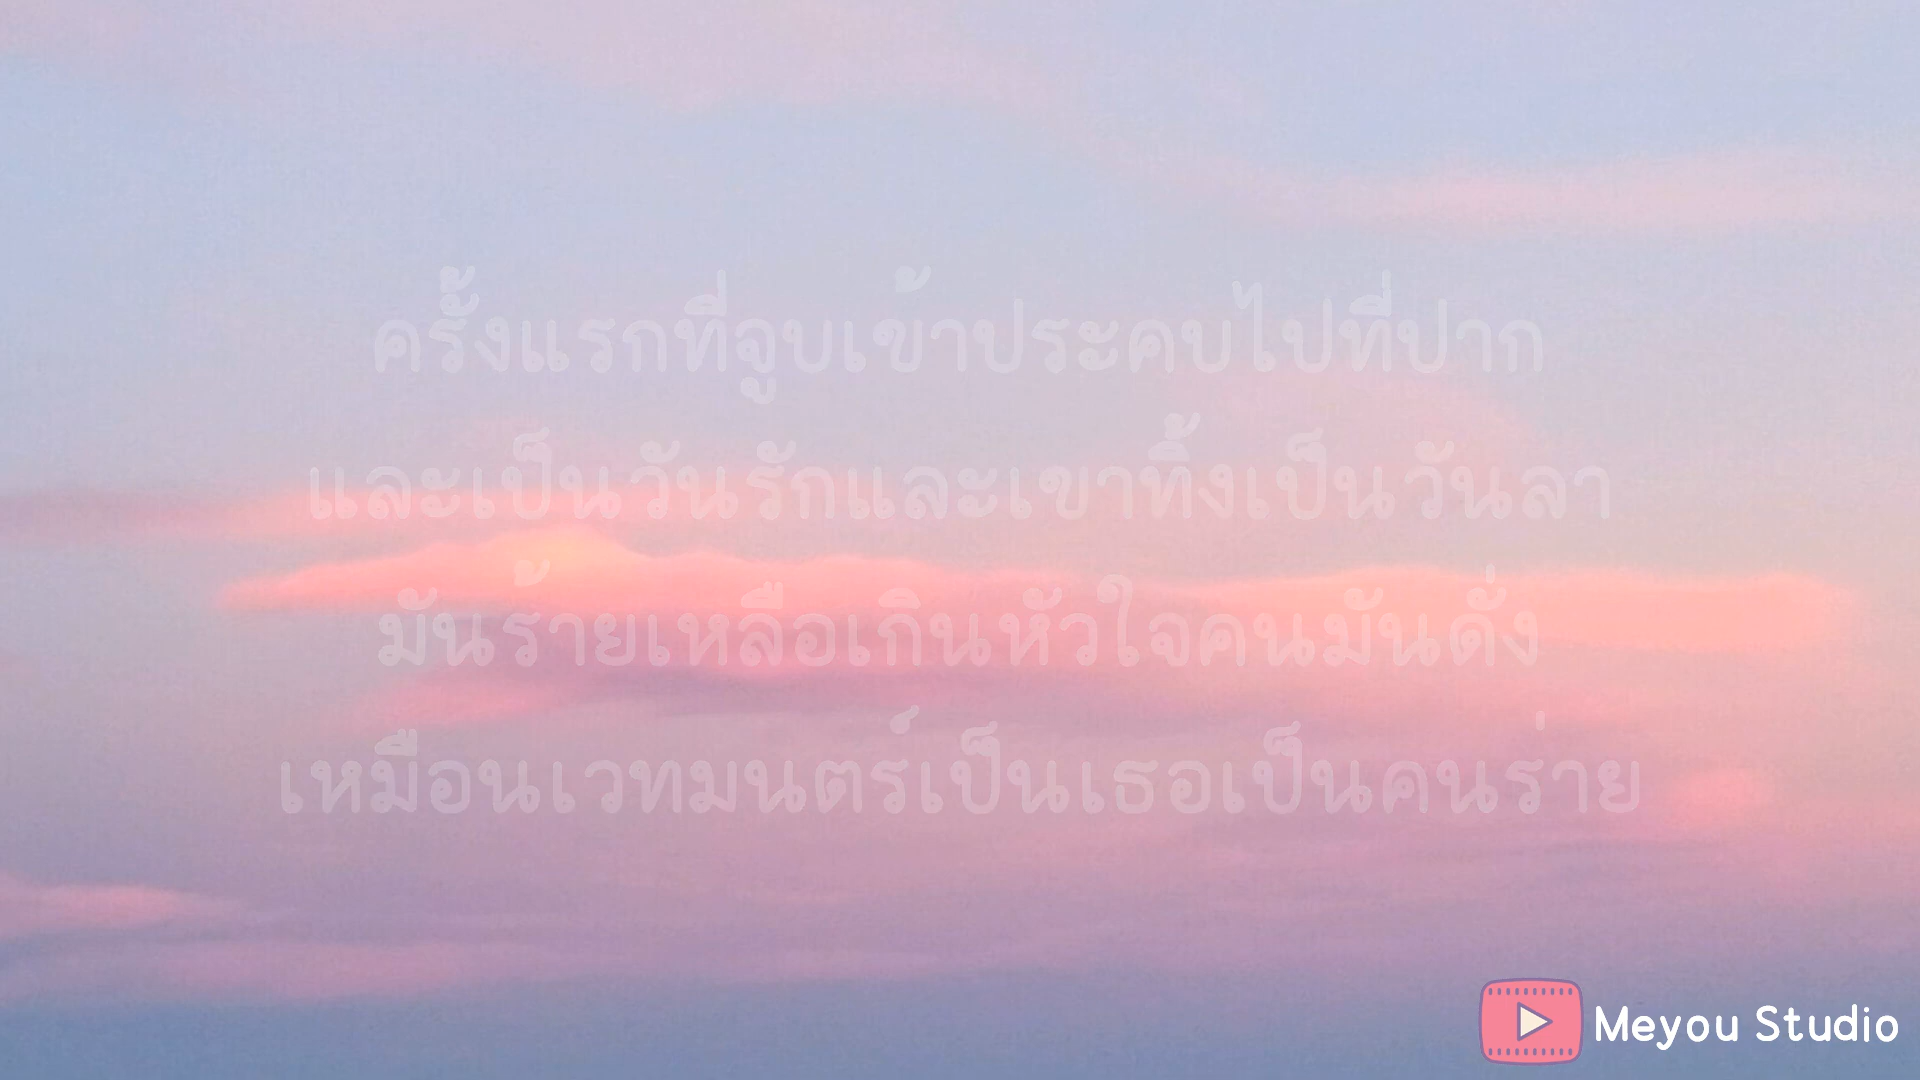 ครั้งแรกที่จูบเข้าประคบไปที่ปาก
และเป็นวันรักและเขาทิ้งเป็นวันลา
มันร้ายเหลือเกินหัวใจคนมันดั่ง
เหมือนเวทมนตร์เป็นเธอเป็นคนร่าย
Meyou Studio